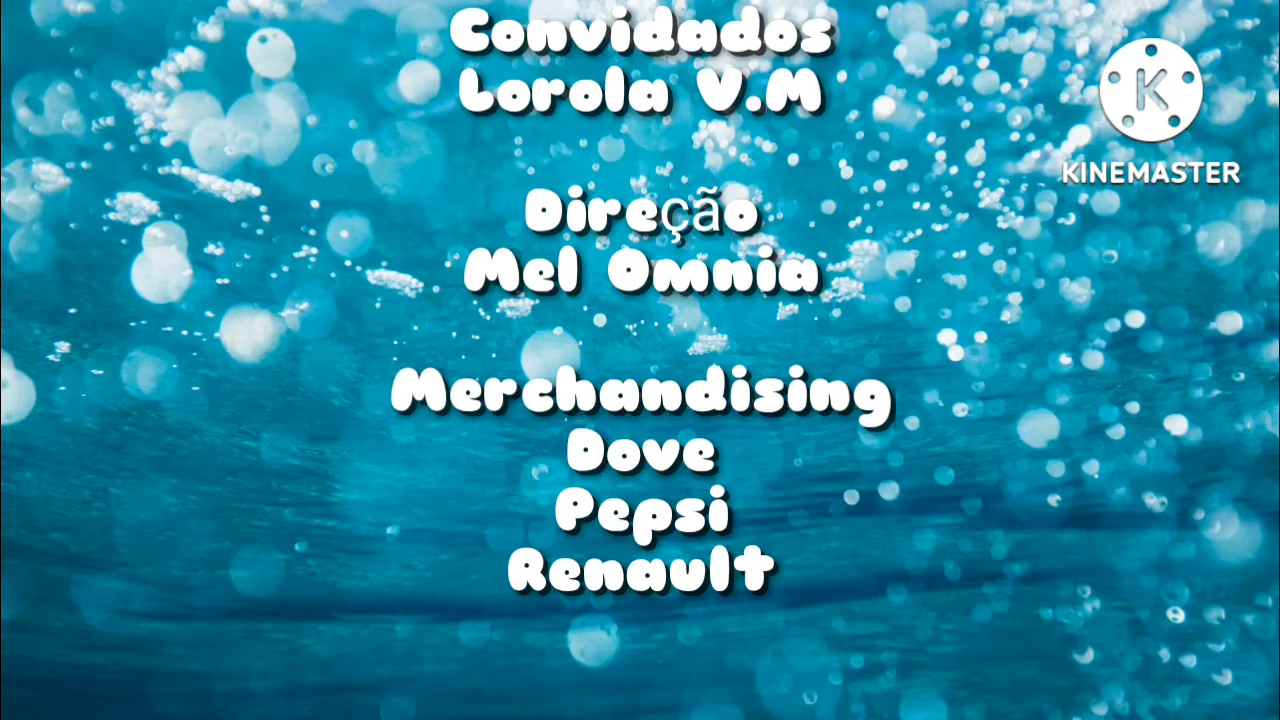 Convidados
Lorola V.M
K
KINEMASTER
Direção
Mel Omnia
Merchandising
Dove
Pepsi
Renault